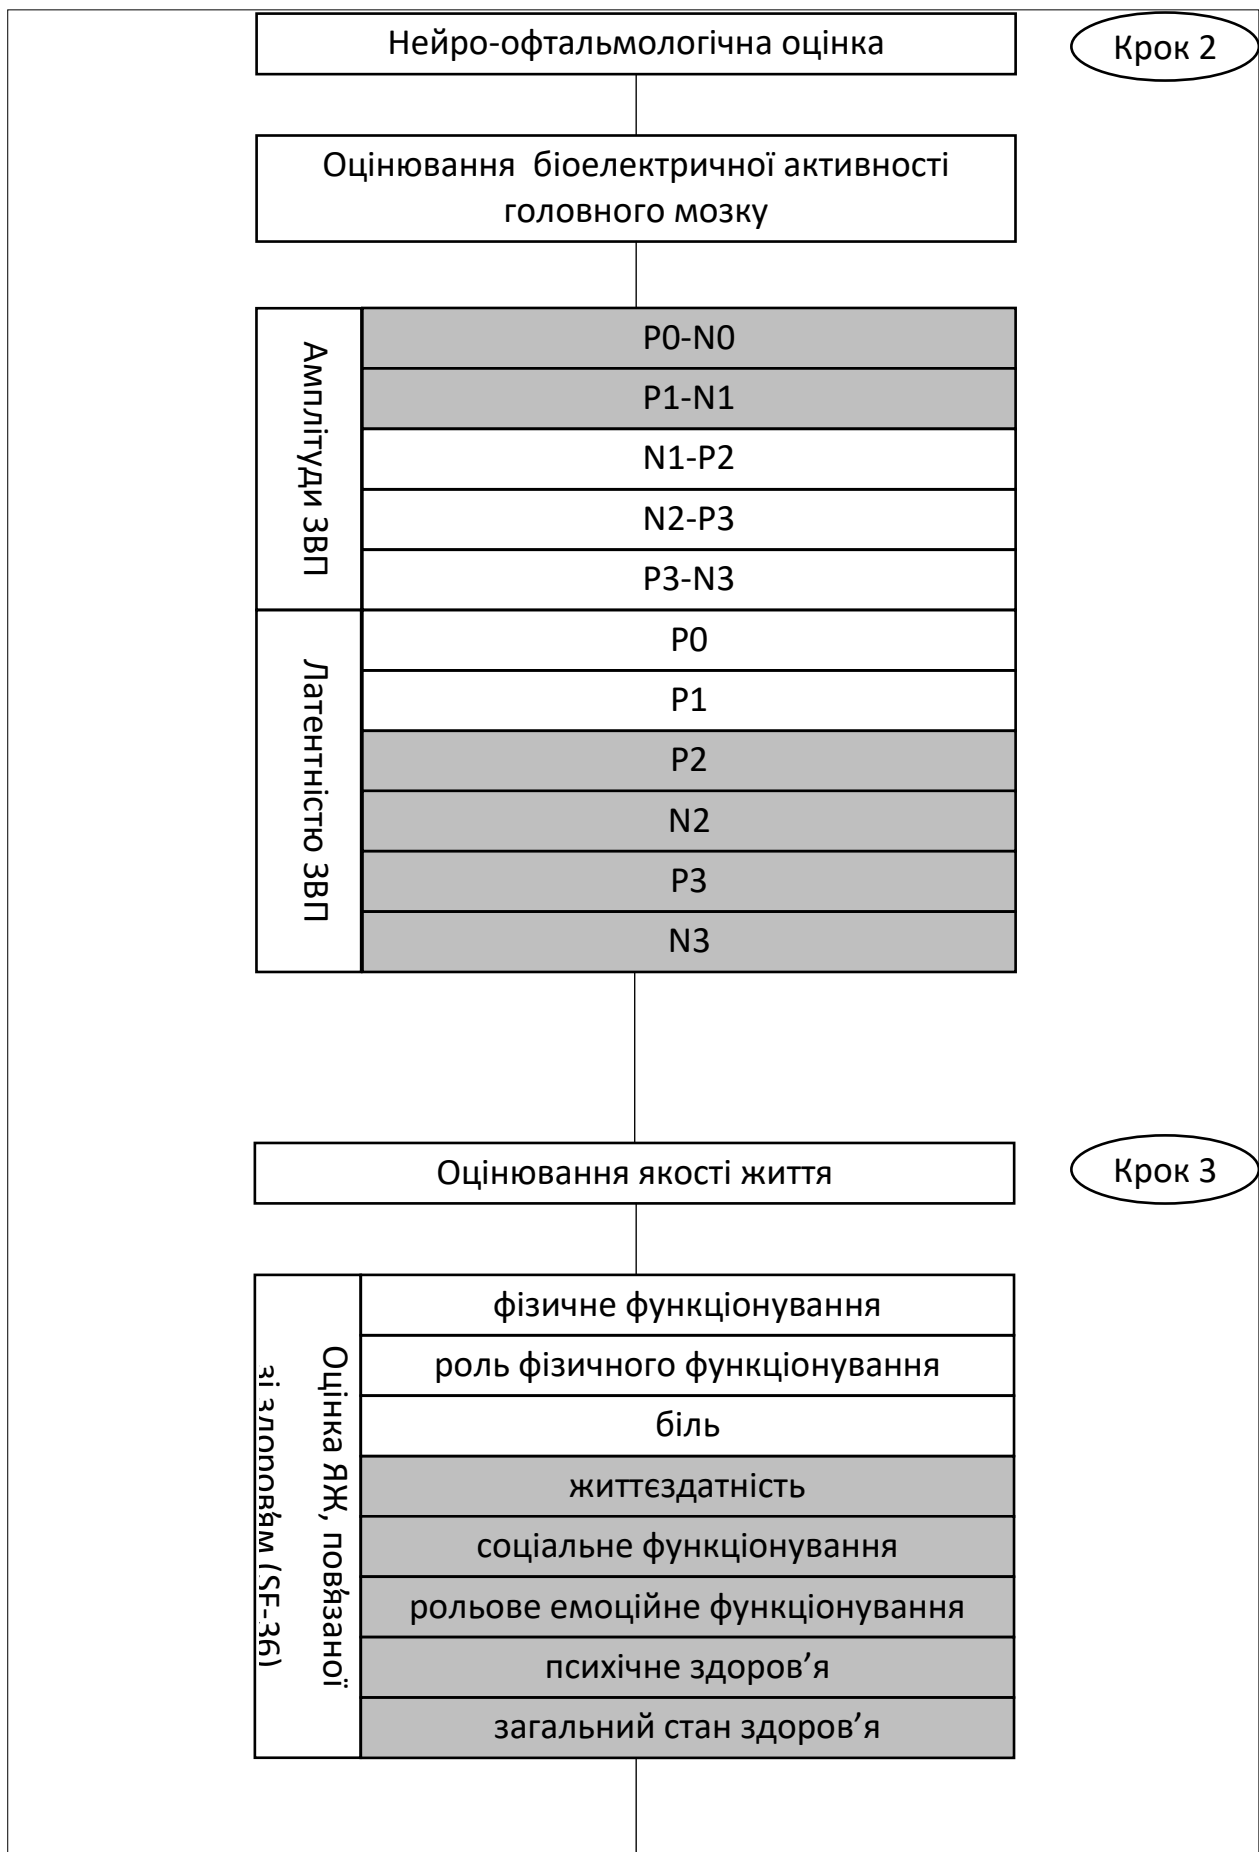 Нейро-офтальмологічна оцінка
Крок 2
Оцінювання біоелектричної активності
головного мозку
Амплітуди ЗВП
P0-N0
P1-N1
N1-P2
N2-P3
P3-N3
Латентністю ЗВП
P0
P1
P2
N2
P3
N3
Оцінювання якості життя
Крок 3
Оцінка ЯЖ, пов'язаної
зі здоров'ям (SF-36)
фізичне функціонування
роль фізичного функціонування
біль
життєздатність
соціальне функціонування
рольове емоційне функціонування
психічне здоров’я
загальний стан здоров’я